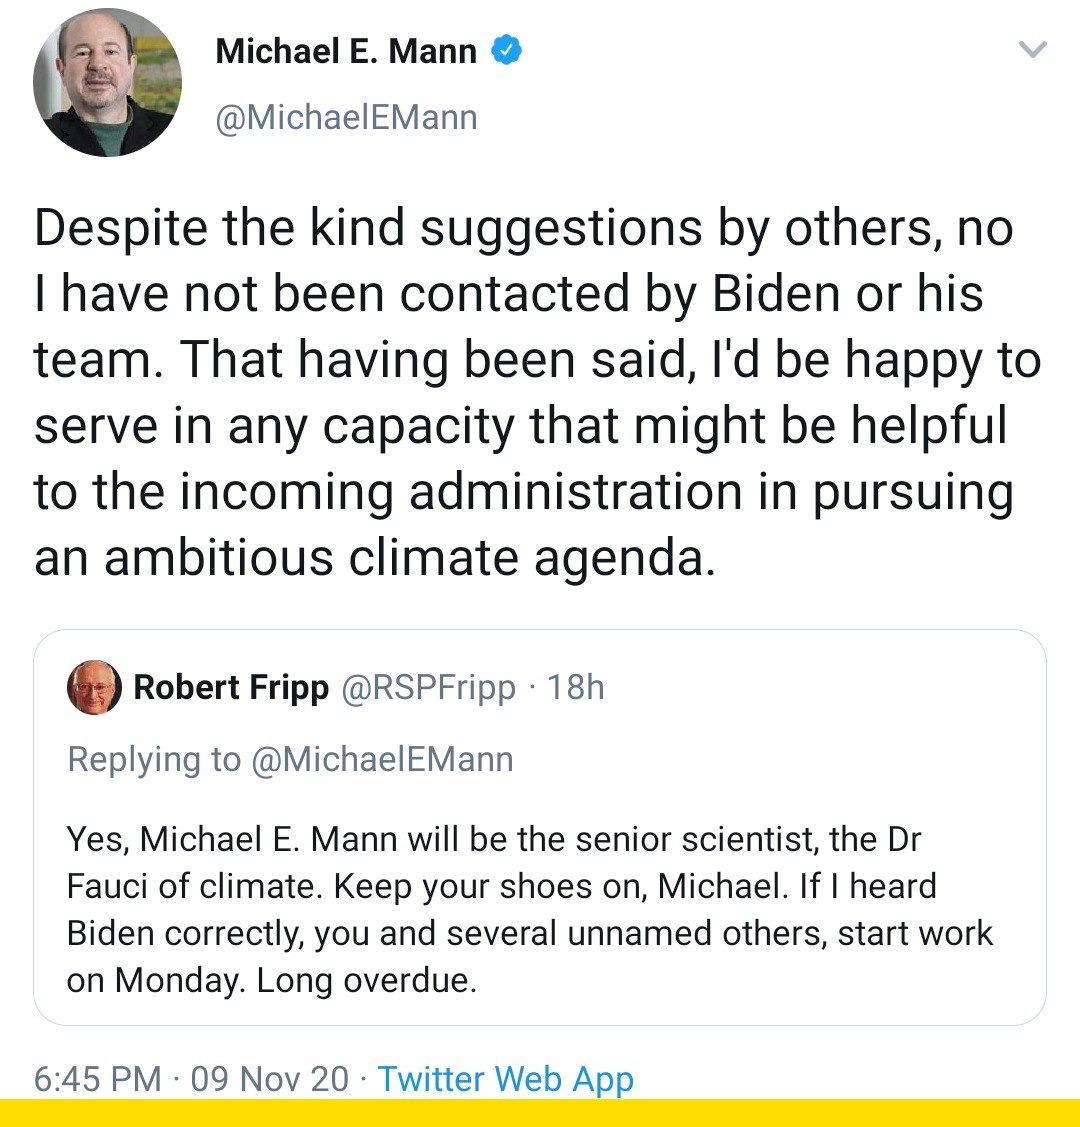 Michael E. Mann
@MichaelEMann
Despite the kind suggestions by others, no
I have not been contacted by Biden or his
team. That having been said, I'd be happy to
serve in any capacity that might be helpful
to the incoming administration in pursuing
an ambitious climate agenda.
Robert Fripp @RSPFripp · 18h
Replying to @MichaelEMann
Yes, Michael E. Mann will be the senior scientist, the Dr
Fauci of climate. Keep your shoes on, Michael. If I heard
Biden correctly, you and several unnamed others, start work
on Monday. Long overdue.
6:45 PM · 09 Nov 20 · Twitter Web App